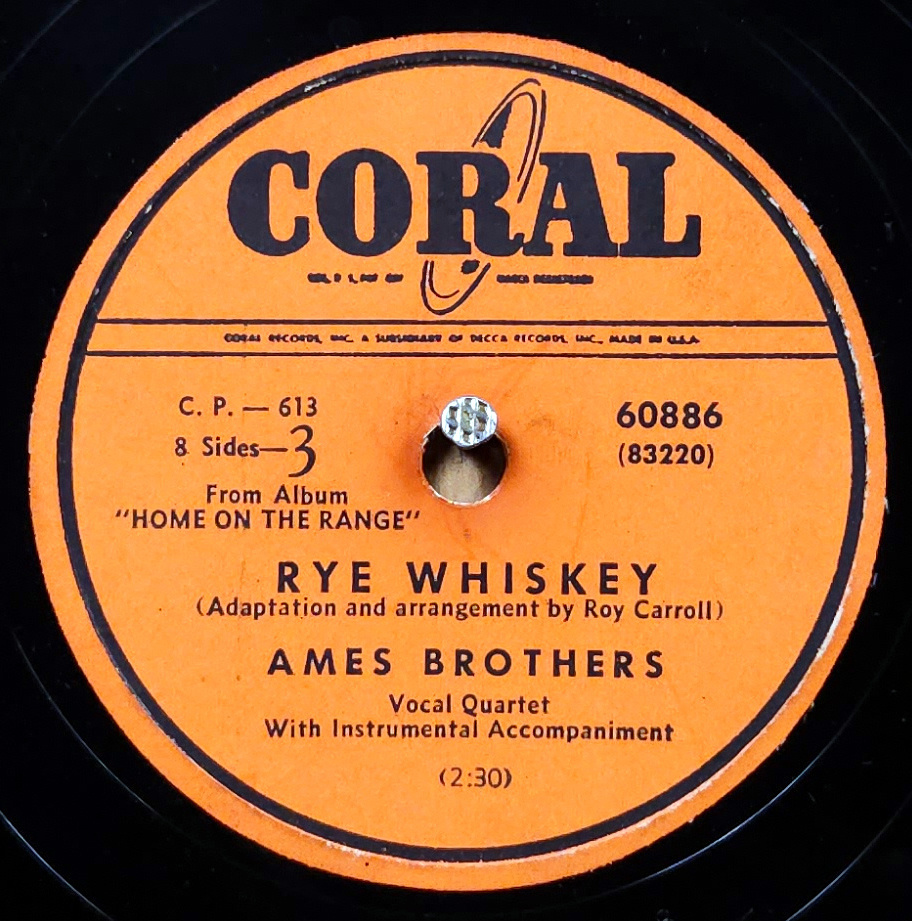 CORAL
CORAL RECORDS, INC. A SUBSIDIARY OF DECCA RECORDS, INC., MADE IN U.S.A.
C. P. — 613
60886
8 Sides—3
(83220)
From Album
"HOME ON THE RANGE"
RYE WHISKEY
(Adaptation and arrangement by Roy Carroll)
AMES BROTHERS
Vocal Quartet
With Instrumental Accompaniment
(2:30)